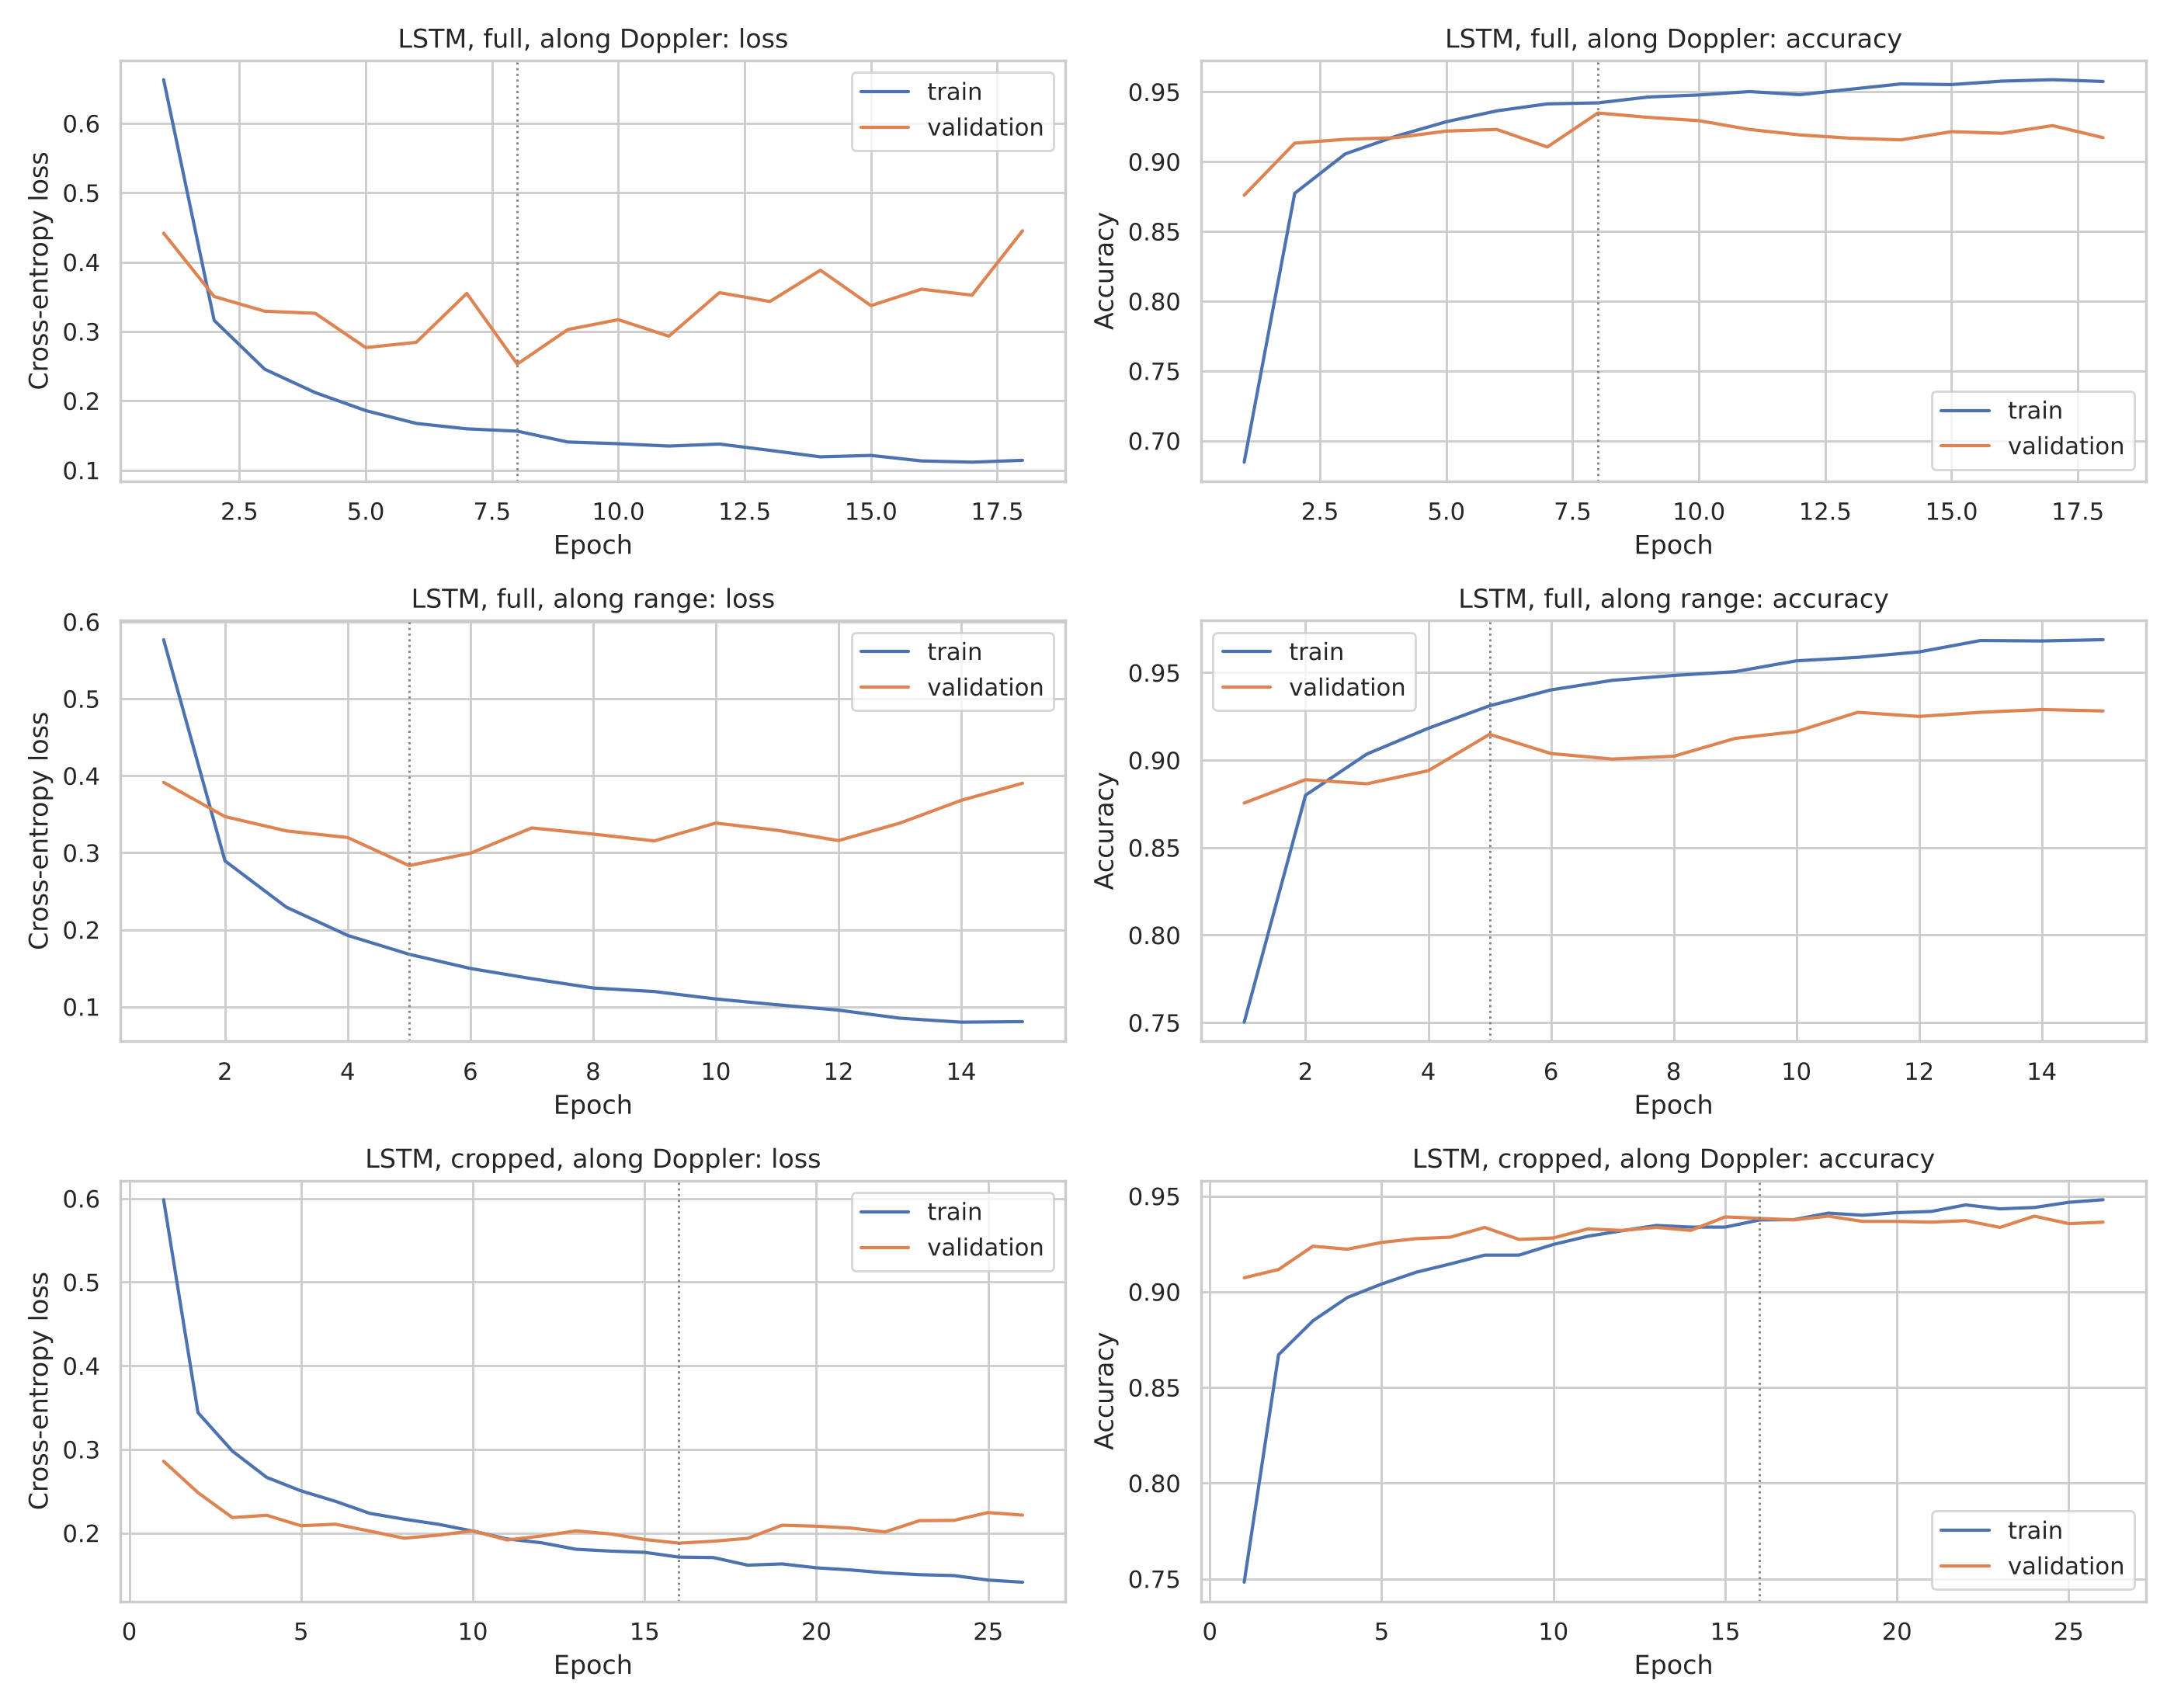 LSTM, full, along Doppler: loss
Cross-entropy loss
0.6
0.5
0.4
0.3
0.2
0.1
train
validation
2.5 5.0 7.5 10.0 12.5 15.0 17.5
Epoch
LSTM, full, along Doppler: accuracy
Accuracy
0.95
0.90
0.85
0.80
0.75
0.70
train
validation
2.5 5.0 7.5 10.0 12.5 15.0 17.5
Epoch
LSTM, full, along range: loss
Cross-entropy loss
0.6
0.5
0.4
0.3
0.2
0.1
train
validation
2 4 6 8 10 12 14
Epoch
LSTM, full, along range: accuracy
Accuracy
0.95
0.90
0.85
0.80
0.75
train
validation
2 4 6 8 10 12 14
Epoch
LSTM, cropped, along Doppler: loss
Cross-entropy loss
0.6
0.5
0.4
0.3
0.2
train
validation
0 5 10 15 20 25
Epoch
LSTM, cropped, along Doppler: accuracy
Accuracy
0.95
0.90
0.85
0.80
0.75
train
validation
0 5 10 15 20 25
Epoch